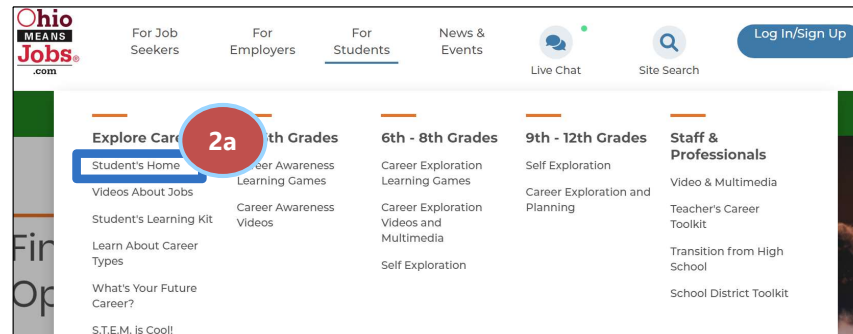 Ohio
MEANS
Jobs®
.com
For Job
Seekers
For
Employers
For
Students
News &
Events
Live Chat
Site Search
Log In/Sign Up
Explore
2a
Student's Home
Videos About Jobs
Student's Learning Kit
Learn About Career
Types
What's Your Future
Career?
S.T.E.M. is Cool!
th Grades
Awareness
Learning Games
Career Awareness
Videos
6th - 8th Grades
Career Exploration
Learning Games
Career Exploration
Videos and
Multimedia
Self Exploration
9th - 12th Grades
Self Exploration
Career Exploration and
Planning
Staff &
Professionals
Video & Multimedia
Teacher's Career
Toolkit
Transition from High
School
School District Toolkit
Fin
Op